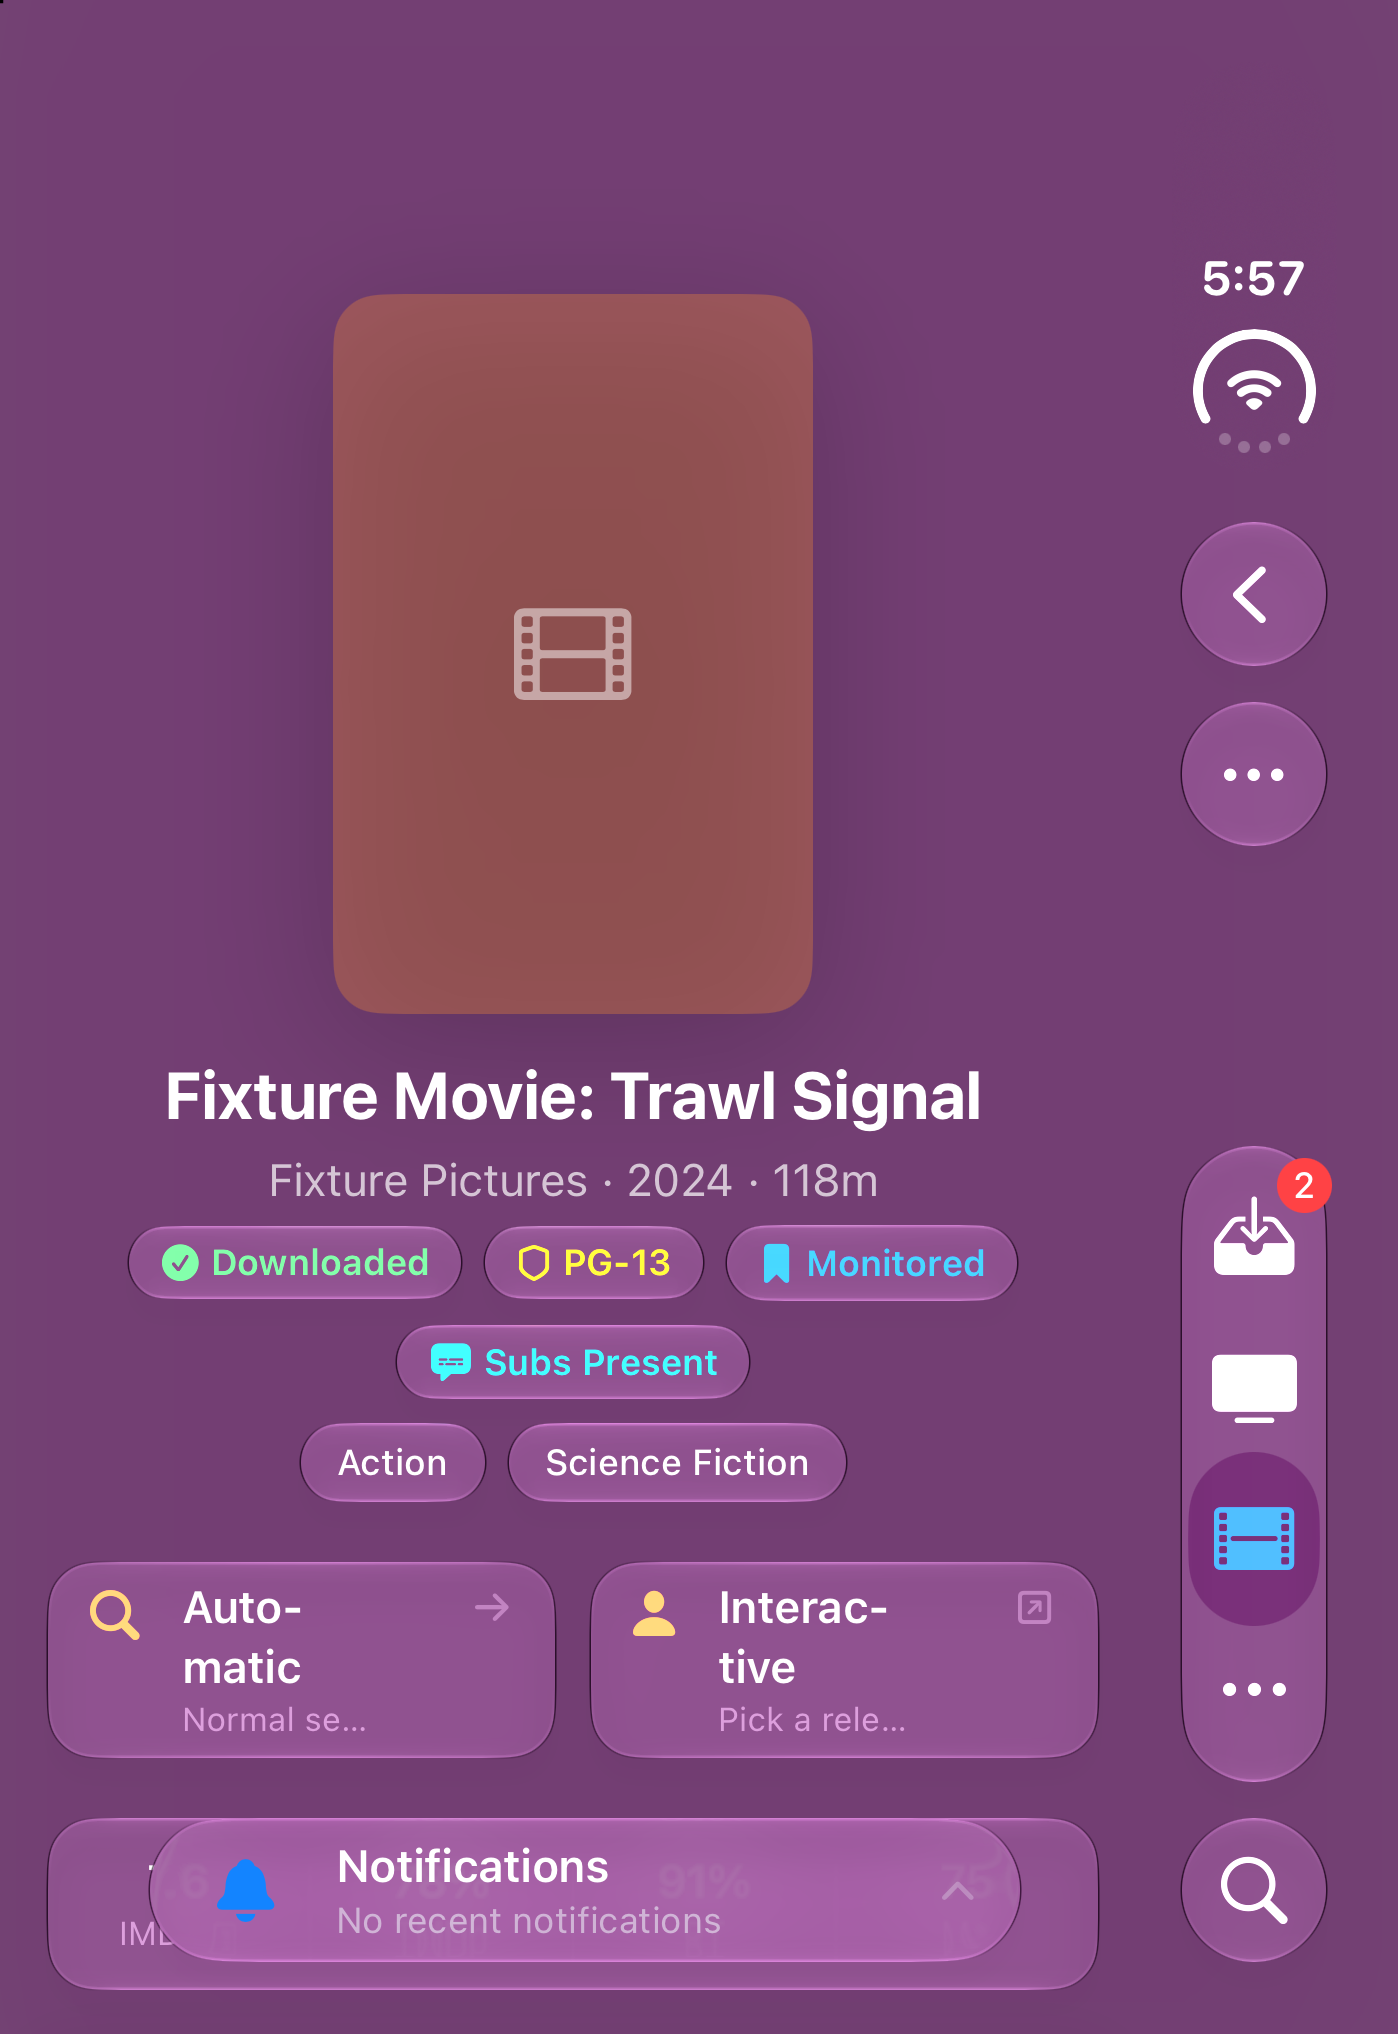 5:57
Fixture Movie: Trawl Signal
Fixture Pictures · 2024 · 118m
Downloaded
PG-13
Monitored
2
Subs Present
Action
Science Fiction
Auto-
matic
Normal se...
Interac-
tive
Pick a rele...
Notifications
No recent notifications
91%